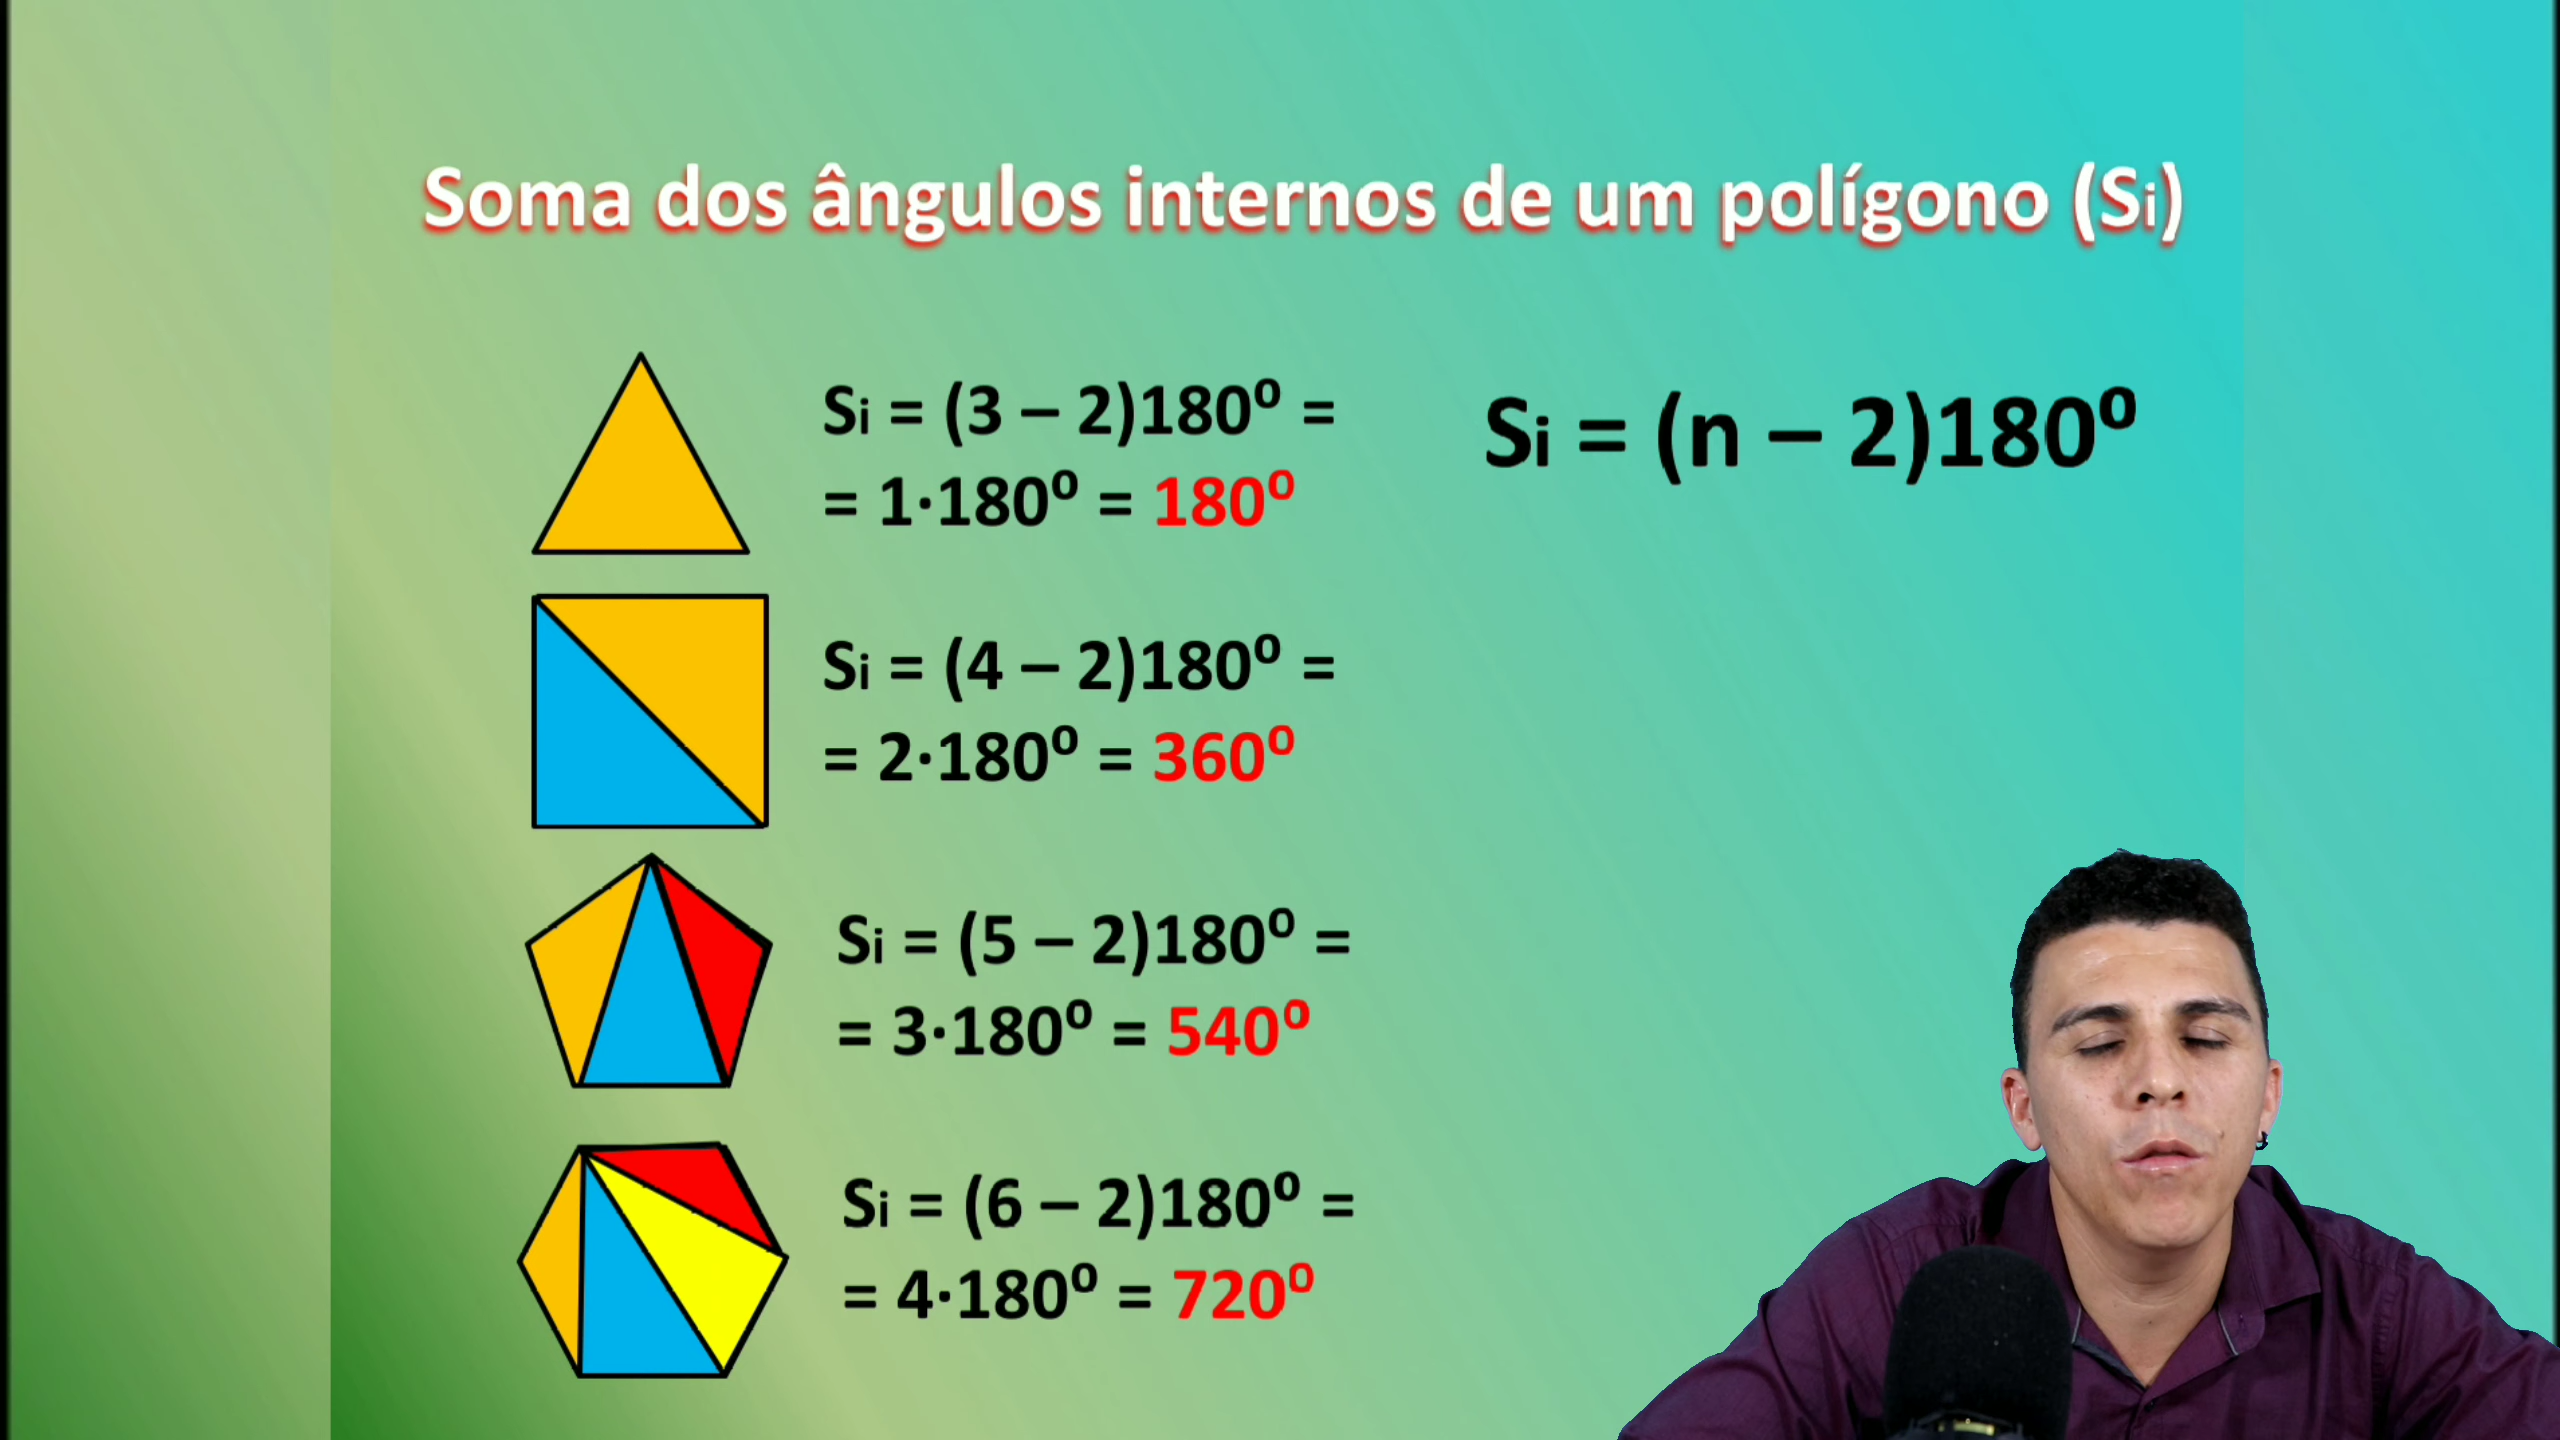 Soma dos ângulos internos de um polígono (Si)
Si = (3 – 2)180º =
= 1·180º = 180º
Si = (n – 2)180º
Si = (4 – 2)180º =
= 2·180º = 360º
Si = (5 – 2)180º =
= 3·180º = 540º
Si = (6 – 2)180º =
= 4·180º = 720º